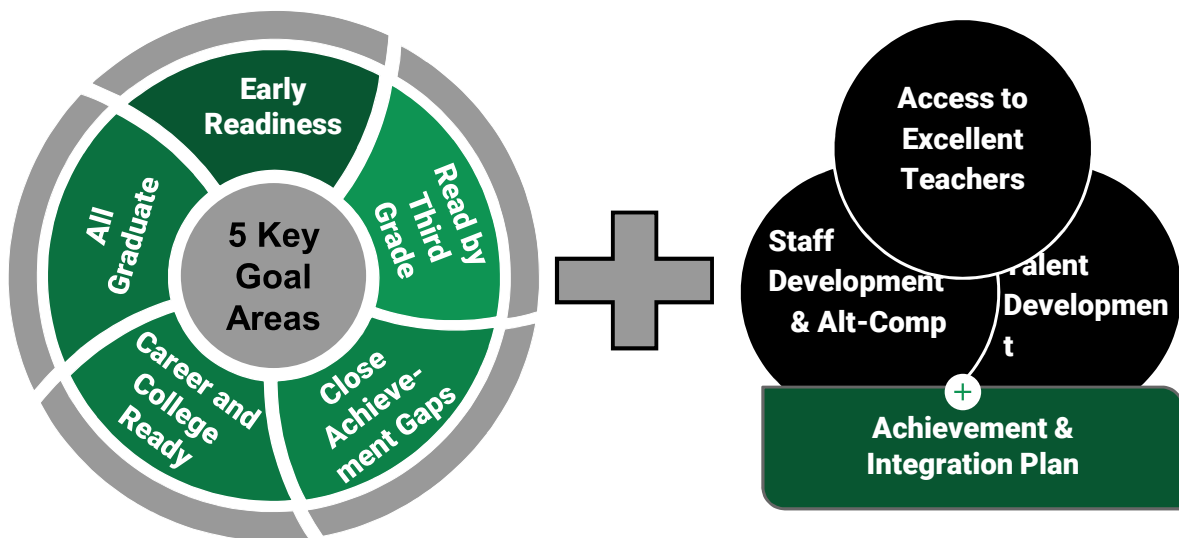 Early
Readiness
Read by
Third
Grade
Close
Achieve-
ment Gaps
Career and
College
Ready
All
Graduate
5 Key
Goal
Areas
Access to
Excellent
Teachers
Staff
Development
& Alt-Comp
Talent
Developmen
t
Achievement &
Integration Plan